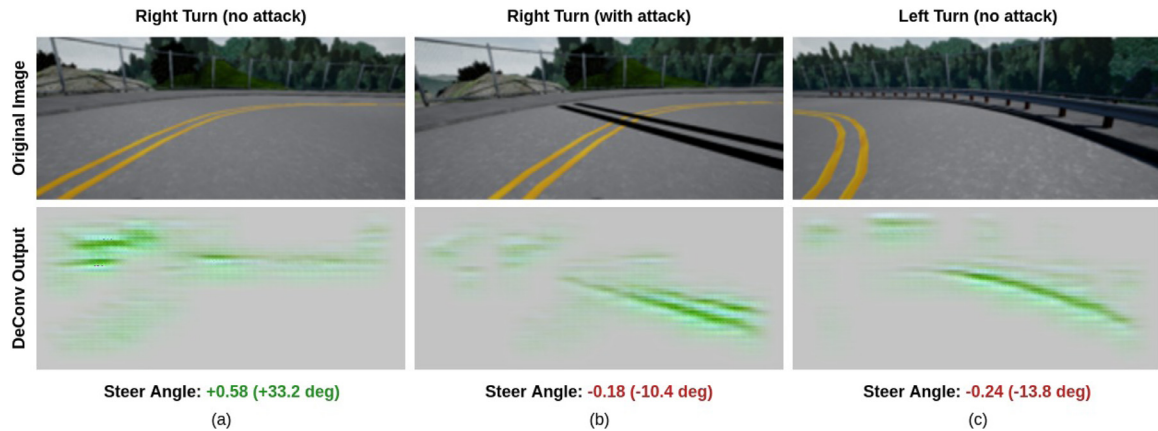 Right Turn (no attack)
Right Turn (with attack)
Left Turn (no attack)
Original Image
DeConv Output
Steer Angle: +0.58 (+33.2 deg)
Steer Angle: -0.18 (-10.4 deg)
Steer Angle: -0.24 (-13.8 deg)
(a)
(b)
(c)